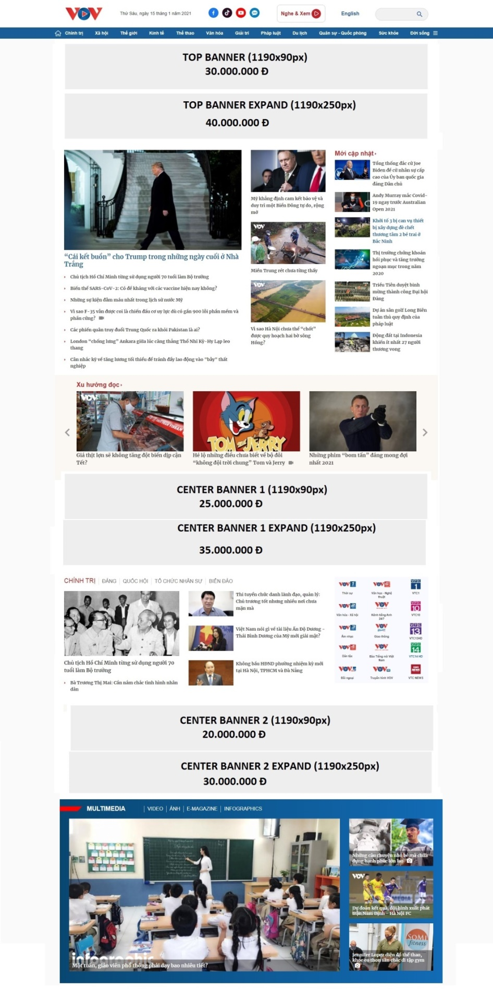 VOV
Thứ Sáu, ngày 15 tháng 1 năm 2021
Nghe & Xem
English
Chính trị Xã hội Thế giới Kinh tế Thể thao Văn hóa Giải trí Pháp luật Du lịch Quân sự - Quốc phòng Sức khỏe Đời sống
TOP BANNER (1190x90px)
30.000.000 Đ
TOP BANNER EXPAND (1190x250px)
40.000.000 Đ
“Cái kết buồn” cho Trump trong những ngày cuối ở Nhà
Trắng
Chủ tịch Hồ Chí Minh từng sử dụng người 70 tuổi làm Bộ trưởng
Biến thể SARS-CoV-2: Có đề kháng với các vaccine hiện nay không?
Những sự kiện đẫm máu nhất trong lịch sử nước Mỹ
Vì sao F-35 vẫn được coi là chiến đấu cơ uy lực dù có gần 900 lỗi phần mềm và
phần cứng?
Các phiến quân truy đuổi Trung Quốc ra khỏi Pakistan là ai?
London “chống lưng” Ankara giữa lúc căng thẳng Thổ Nhĩ Kỳ-Hy Lạp leo
thang
Cân nhắc kỹ về tăng lương tối thiểu để tránh đẩy lao động vào "bẫy" thất
nghiệp
Mỹ khẳng định cam kết bảo vệ và
duy trì một Biển Đông tự do, rộng
mở
VOV
Miền Trung rét chưa từng thấy
VOV
Vì sao Hà Nội chưa thể “chốt”
được quy hoạch hai bờ sông
Hồng?
Mới cập nhật
Tổng thống đắc cử Joe
Biden đề cử nhân sự cấp
cao của Ủy ban quốc gia
đảng Dân chủ
Andy Murray mắc Covid-
19 ngay trước Australian
Open 2021
Khởi tố 3 bị can vụ thiết
bị xây dựng đè chết
thương tâm 2 bé trai ở
Bắc Ninh
Thị trường chứng khoán
hồi phục và tăng trưởng
ngoạn mục trong năm
2020
Triều Tiên duyệt binh
mừng thành công Đại hội
Đảng
Dự án sân golf Long Biên
tuân thủ quy định của
pháp luật
Động đất tại Indonesia
khiến ít nhất 27 người
thương vong
Xu hướng đọc
VOV
Giá thịt lợn sẽ không tăng đột biến dịp cận
Tết?
TOM and JERRY
Hé lộ những điều chưa biết về bộ đôi
“không đội trời chung” Tom và Jerry
Những phim “bom tấn” đáng mong đợi
nhất 2021
CENTER BANNER 1 (1190x90px)
25.000.000 Đ
CENTER BANNER 1 EXPAND (1190x250px)
35.000.000 Đ
CHÍNH TRỊ ĐẢNG QUỐC HỘI TỔ CHỨC NHÂN SỰ BIỂN ĐẢO
Chủ tịch Hồ Chí Minh từng sử dụng người 70
tuổi làm Bộ trưởng
Bà Trương Thị Mai: Cần nắm chắc tình hình nhân
dân
Thi tuyển chức danh lãnh đạo, quản lý:
Chủ trương tốt nhưng nhiều nơi chưa
mặn mà
Việt Nam nói gì về tài liệu Ấn Độ Dương -
Thái Bình Dương của Mỹ mới giải mật?
Không bầu HĐND phường nhiệm kỳ mới
tại Hà Nội, TPHCM và Đà Nẵng
VOV1 VOV6 VTC 1
Thời sự Văn học - Nghệ thuật VTC1
VOV2 VOV 10
Văn hóa - Xã hội Kênh tiếng Anh 24/7 VTC10
VOV3 VOV 13
Âm nhạc Giao thông VTC13HD
VOV4 VOV 14
Dân tộc Báo Tiếng nói Việt Nam VTC14 HD
VOV5 VOV NEWS
Đối ngoại Truyền hình VOV VTC NEWS
CENTER BANNER 2 (1190x90px)
20.000.000 Đ
CENTER BANNER 2 EXPAND (1190x250px)
30.000.000 Đ
MULTIMEDIA VIDEO ẢNH E-MAGAZINE INFOGRAPHICS
infographic
Một tuần, giáo viên phổ thông phải dạy bao nhiêu tiết?
Những câu chuyện nhỏ bé mà chứa
đựng hạnh phúc lớn lao
VOV
Dự đoán kết quả, đội hình xuất phát
trận Nam Định - Hà Nội FC
SOMI
fitness
Jennifer Lopez diện đồ thể thao,
khoe eo thon săn chắc đi tập gym